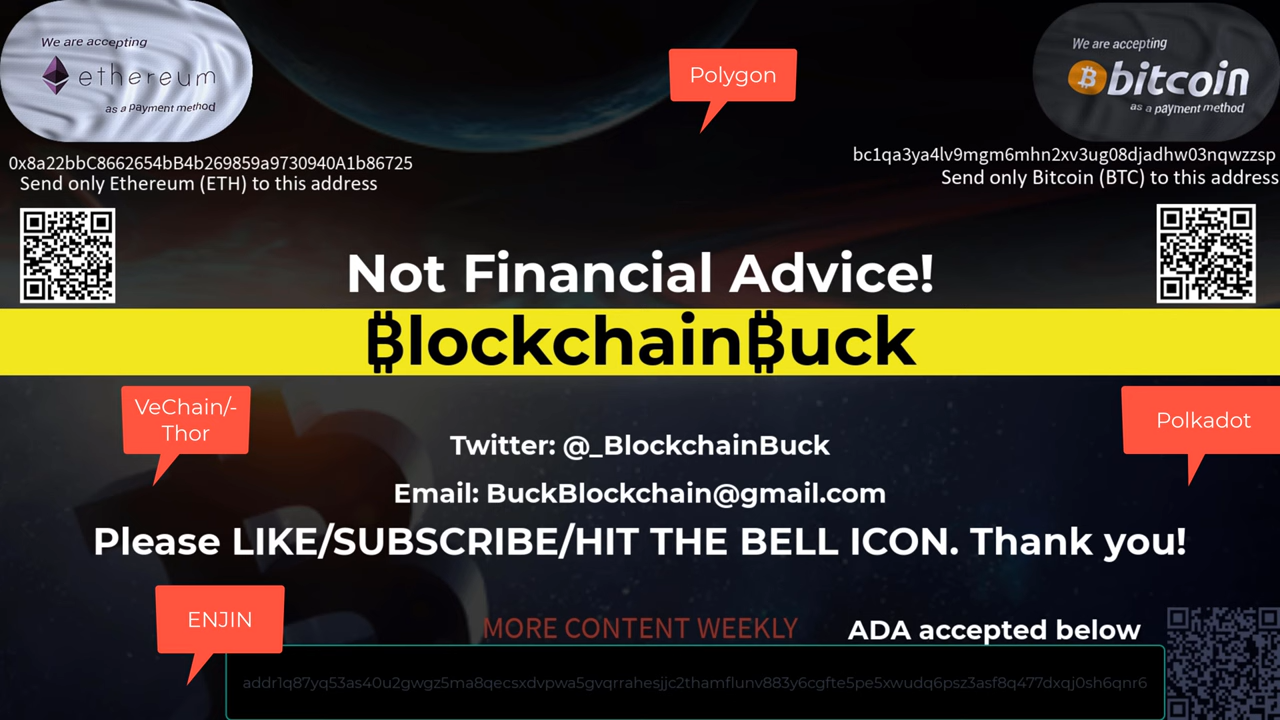 We are accepting
ethereum
as a payment method
We are accepting
bitcoin
as a payment method
Polygon
0x8a22bbC8662654bB4b269859a9730940A1b86725
Send only Ethereum (ETH) to this address
bc1qa3ya4lv9mgm6mhn2xv3ug08djadhw03nqwzzsp
Send only Bitcoin (BTC) to this address
Not Financial Advice!
₿lockchain₿uck
VeChain/-
Thor
Polkadot
Twitter: @_BlockchainBuck
Email: BuckBlockchain@gmail.com
Please LIKE/SUBSCRIBE/HIT THE BELL ICON. Thank you!
ENJIN
MORE CONTENT WEEKLY
ADA accepted below
addr1q87yq53as40u2gwgz5ma8qecsxdvpwa5gvqrrahesjjc2thamflunv883y6cgfte5pe5xwudq6psz3asf8q477dxqj0sh6qnr6